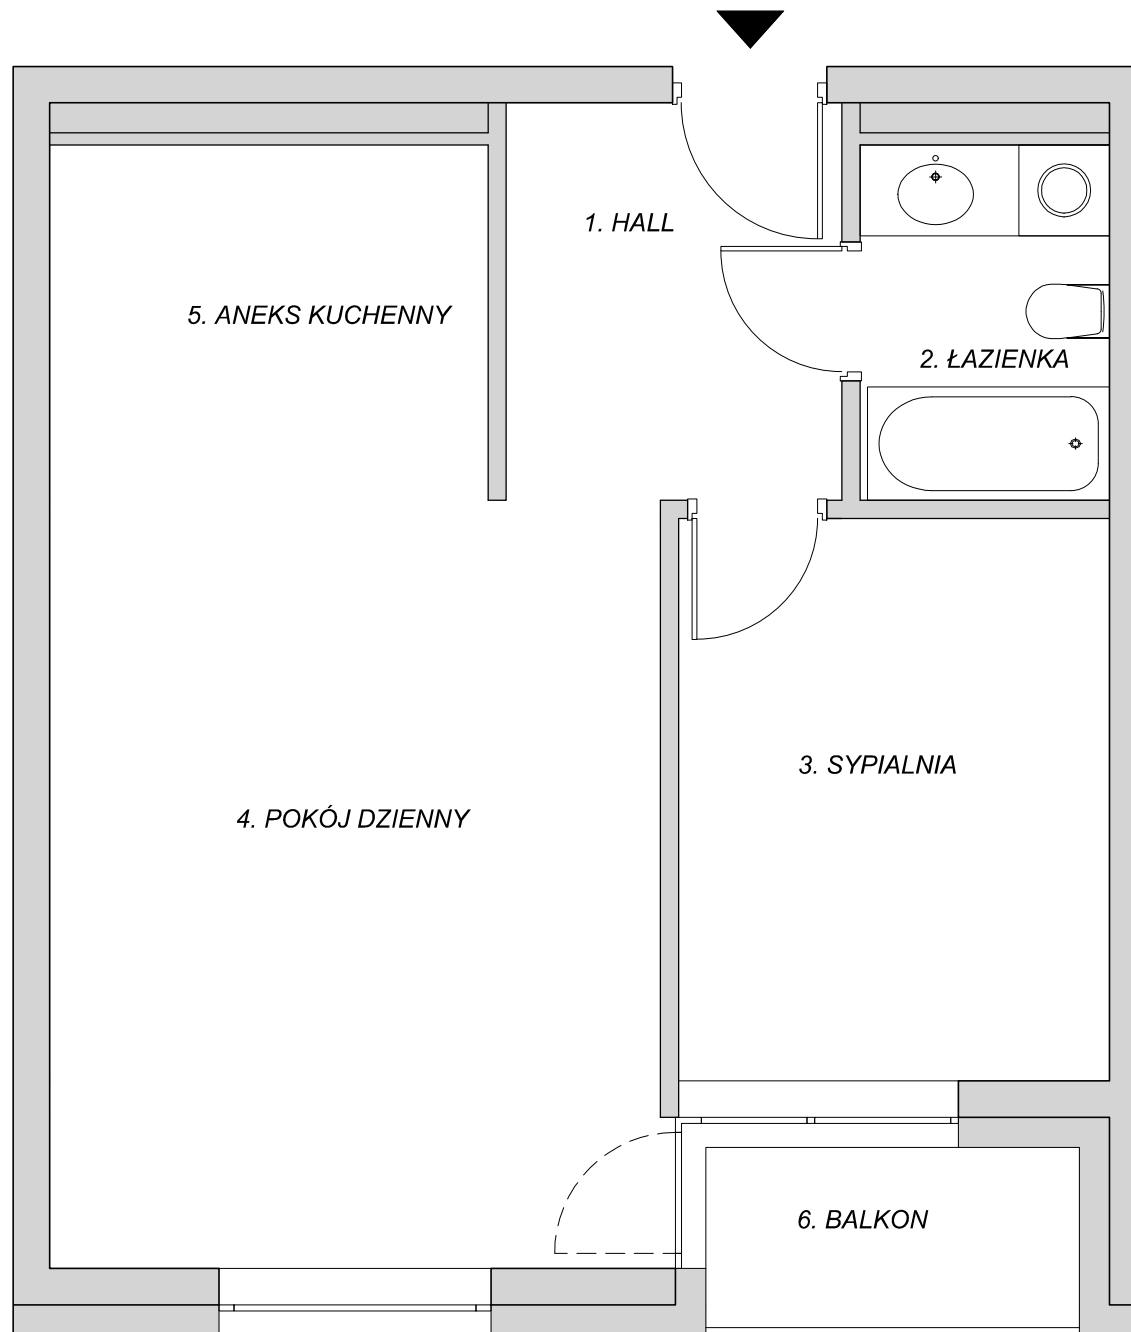 1. HALL
5. ANEKS KUCHENNY
2. ŁAZIENKA
3. SYPIALNIA
4. POKÓJ DZIENNY
6. BALKON